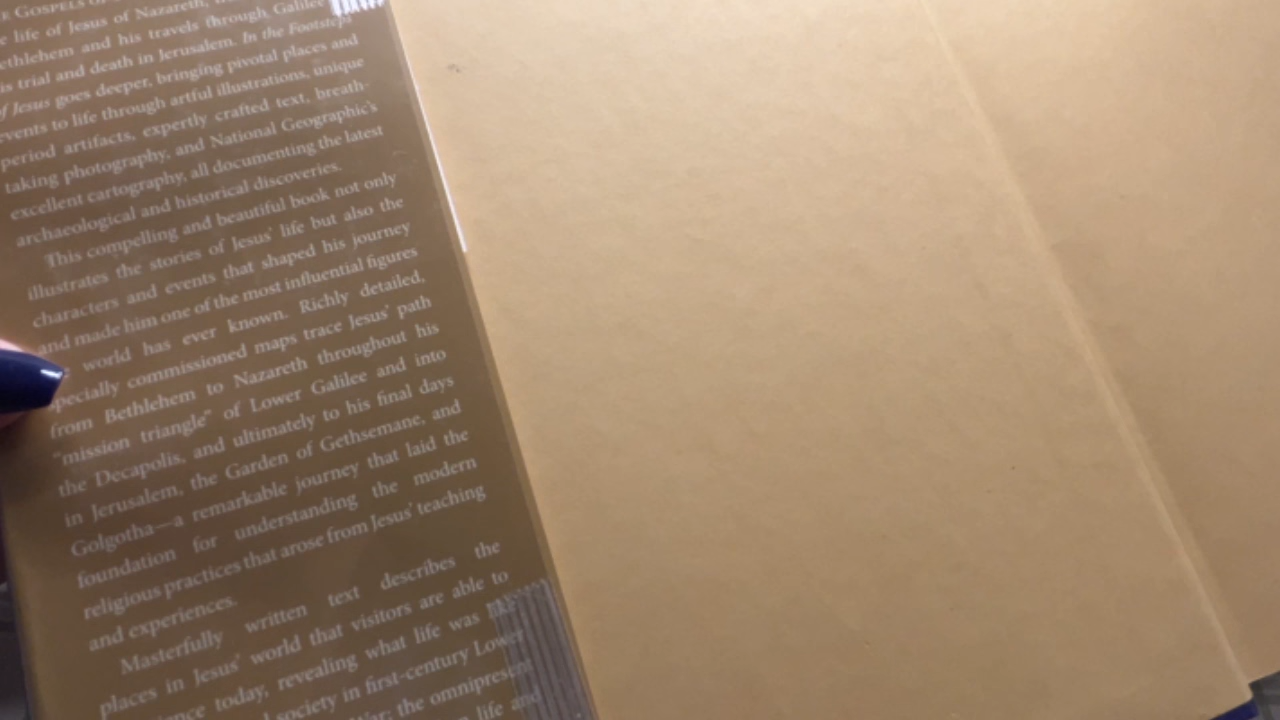 GOSPELS
life of Jesus of Nazareth,
ethlehem and his travels through Galilee
is trial and death in Jerusalem. In the Footsteps
of Jesus goes deeper, bringing pivotal places and
events to life through artful illustrations, unique
period artifacts, expertly crafted text, breath-
taking photography, and National Geographic's
excellent cartography, all documenting the latest
archaeological and historical discoveries.
This compelling and beautiful book not only
illustrates the stories of Jesus' life but also the
characters and events that shaped his journey
and made him one of the most influential figures
world has ever known. Richly detailed,
specially commissioned maps trace Jesus' path
from Bethlehem to Nazareth throughout his
"mission triangle" of Lower Galilee and into
the Decapolis, and ultimately to his final days
in Jerusalem, the Garden of Gethsemane, and
Golgotha—a remarkable journey that laid the
foundation for understanding the modern
religious practices that arose from Jesus' teaching
and experiences.
Masterfully written text describes the
places in Jesus' world that visitors are able to
today, revealing what life was like
society in first-century Lower
the omnipresent
life and